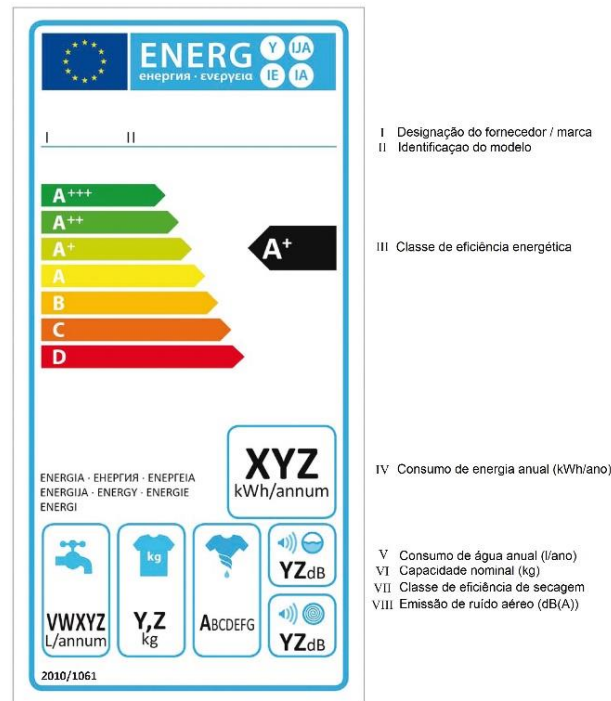 ENERG Y IJA
енергия · ενεργεια IE IA
I II
I Designação do fornecedor / marca
II Identificaçao do modelo
A+++
A++
A+ A+
III Classe de eficiência energética
A
B
C
D
XYZ
kWh/annum
IV Consumo de energia anual (kWh/ano)
ENERGIA · ЕНЕРГИЯ · ΕΝΕΡΓΕΙΑ
ENERGIJA · ENERGY · ENERGIE
ENERGI
kg
VWXYZ
L/annum
Y,Z
kg
ABCDEFG
YZdB
YZdB
V Consumo de água anual (l/ano)
VI Capacidade nominal (kg)
VII Classe de eficiência de secagem
VIII Emissão de ruído aéreo (dB(A))
2010/1061